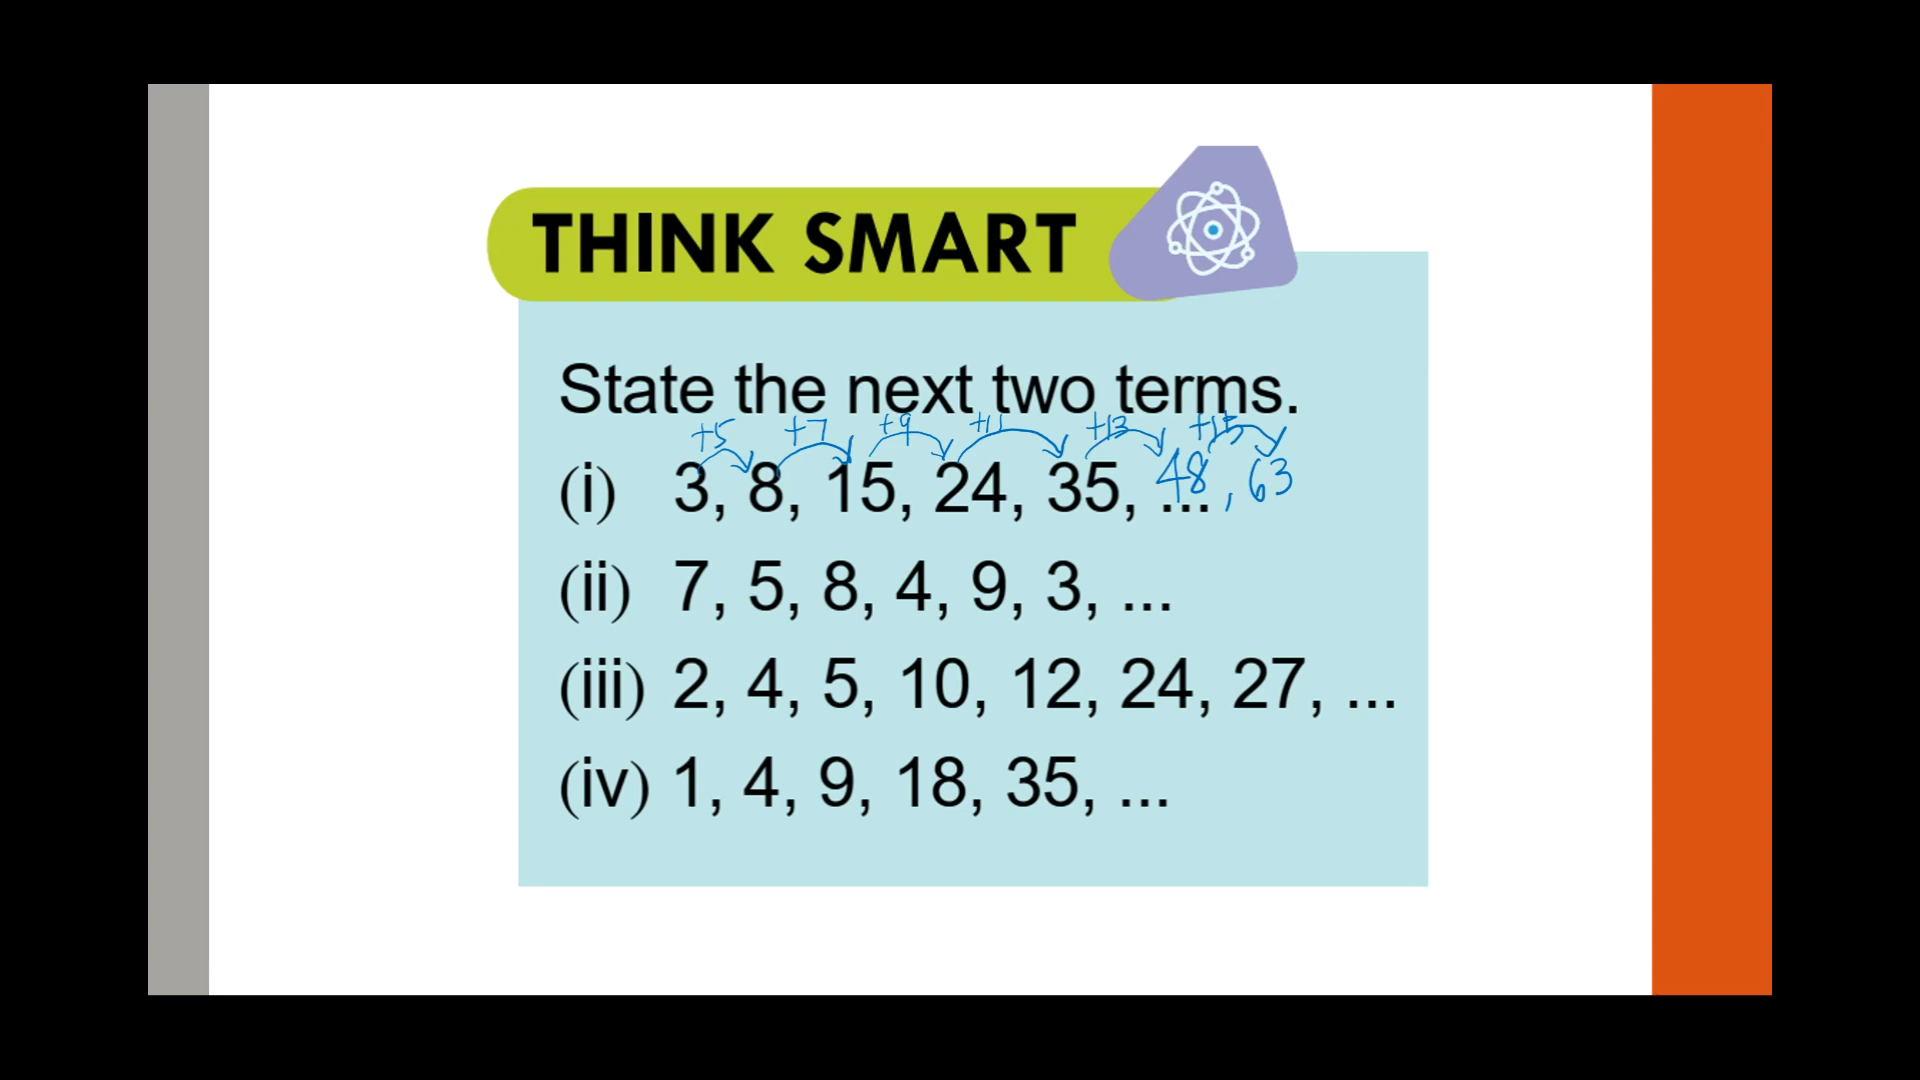 THINK SMART
State the next two terms.
+5 +7 +9 +11 +13 +15
(i) 3, 8, 15, 24, 35, ... 48, 63
(ii) 7, 5, 8, 4, 9, 3, ...
(iii) 2, 4, 5, 10, 12, 24, 27, ...
(iv) 1, 4, 9, 18, 35, ...